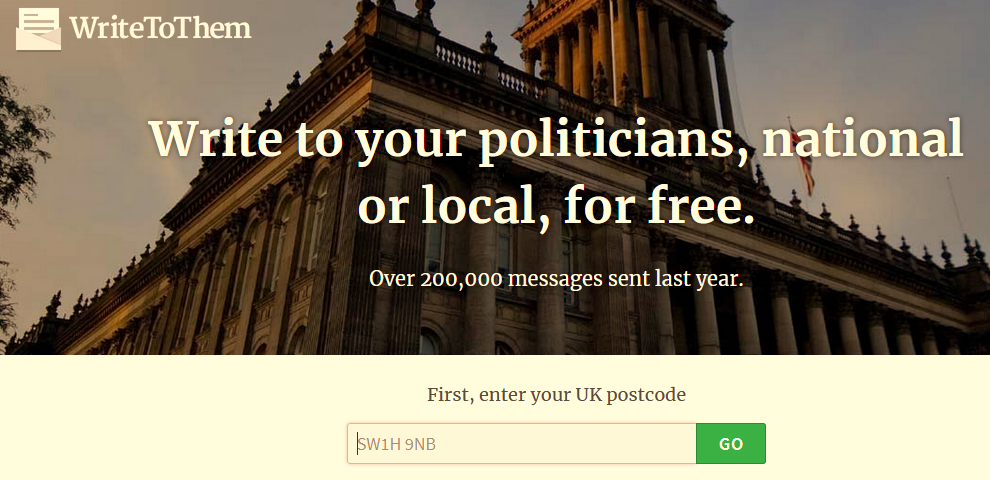 WriteToThem
Write to your politicians, national
or local, for free.
Over 200,000 messages sent last year.
First, enter your UK postcode
SW1H 9NB
GO